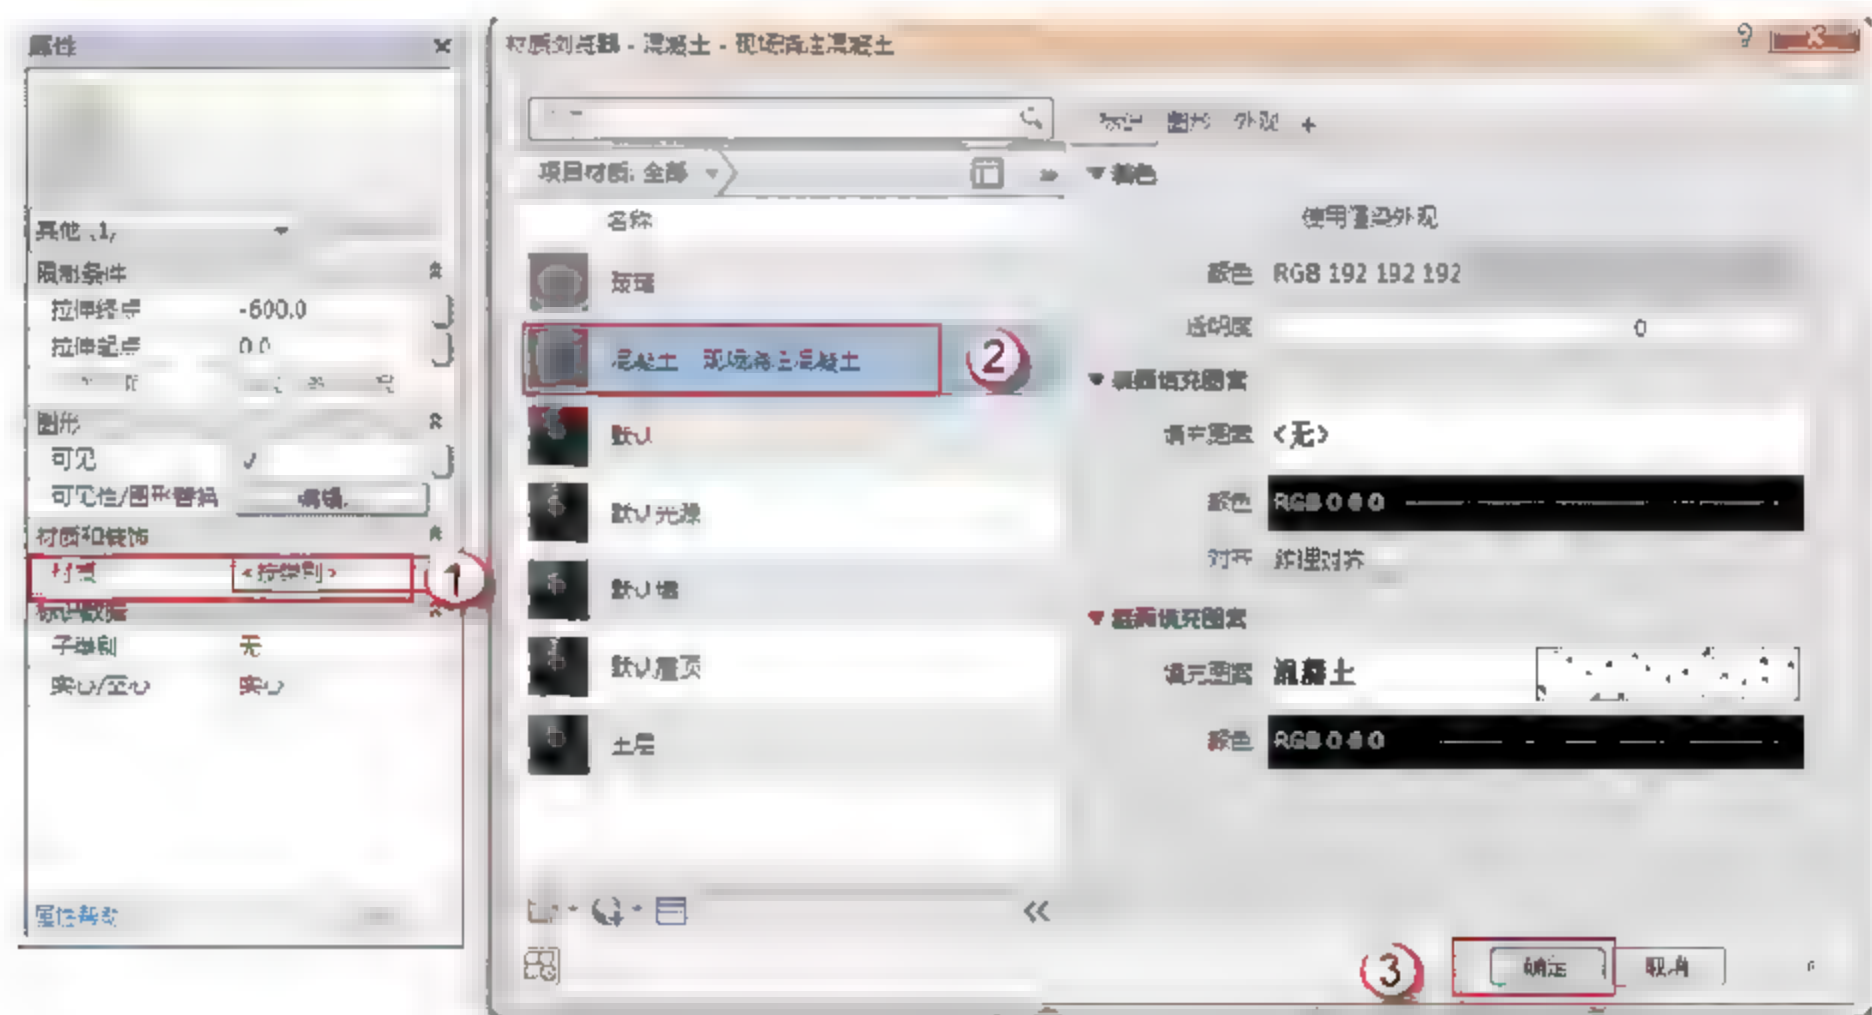 属性
其他 (1)
限制条件
拉伸终点 -600.0
拉伸起点 0.0
图形
可见
可见性/图形替换 编辑...
材质和装饰
材质 <按类别>
标识数据
子类别 无
实心/空心 实心
属性帮助
1
材质浏览器 - 混凝土 - 现场浇注混凝土
项目材质: 全部
名称
玻璃
混凝土 - 现场浇注混凝土
2
默认
默认光源
默认墙
默认屋顶
土层
标识 图形 外观 +
着色
使用渲染外观
颜色 RGB 192 192 192
透明度 0
表面填充图案
填充图案 <无>
颜色 RGB 0 0 0
对齐 纹理对齐
截面填充图案
填充图案 混凝土
颜色 RGB 0 0 0
3
确定 取消